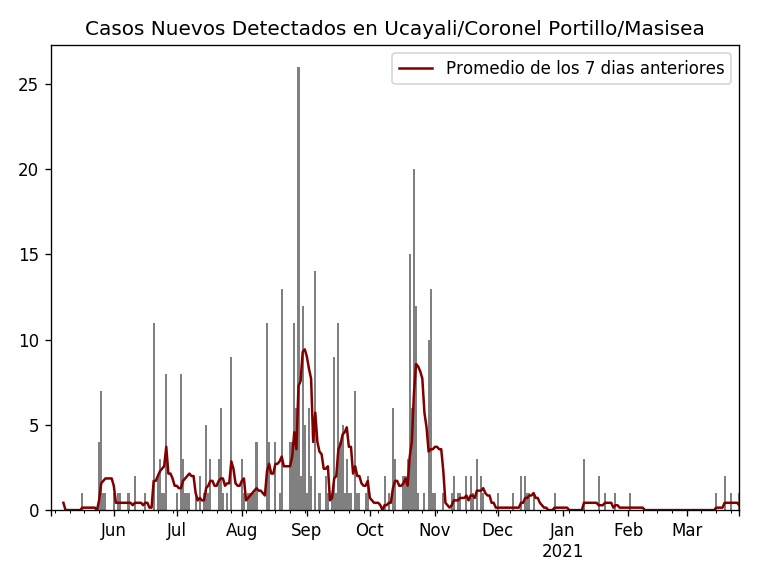 Casos Nuevos Detectados en Ucayali/Coronel Portillo/Masisea
Promedio de los 7 dias anteriores
25
20
15
10
5
0
Jun Jul Aug Sep Oct Nov Dec Jan Feb Mar
2021